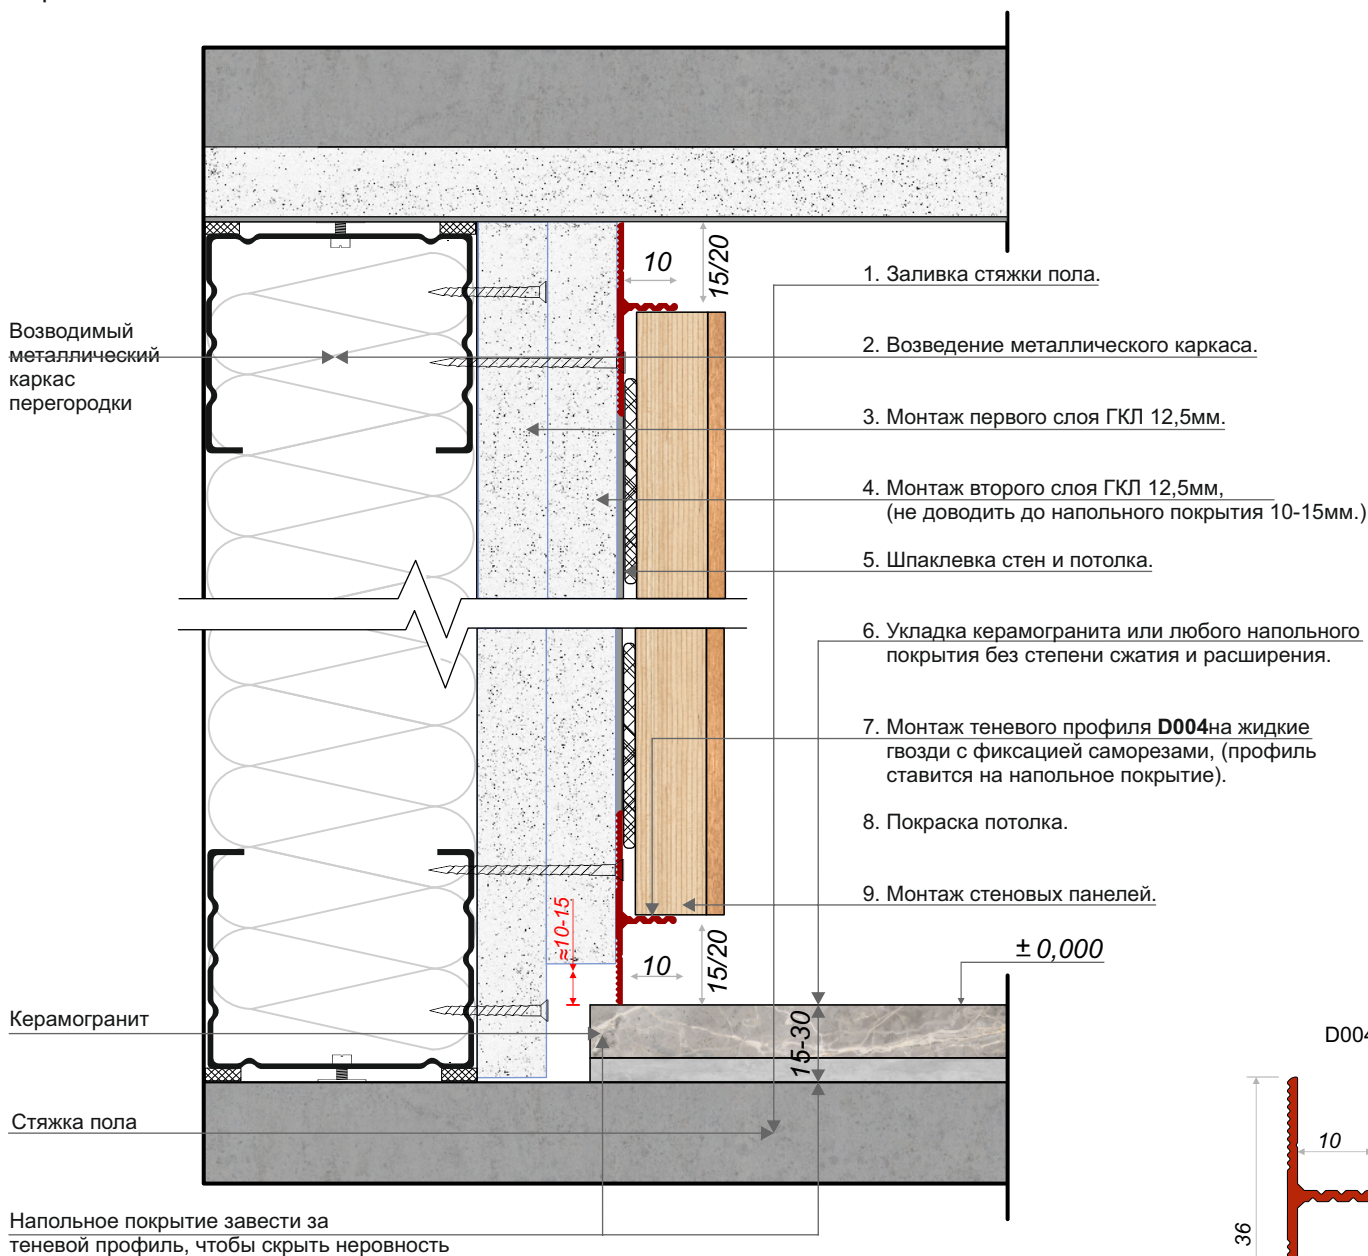 10
15/20
1. Заливка стяжки пола.
Возводимый
металлический
каркас
перегородки
2. Возведение металлического каркаса.
3. Монтаж первого слоя ГКЛ 12,5мм.
4. Монтаж второго слоя ГКЛ 12,5мм,
(не доводить до напольного покрытия 10-15мм.)
5. Шпаклевка стен и потолка.
6. Укладка керамогранита или любого напольного
покрытия без степени сжатия и расширения.
7. Монтаж теневого профиля D004на жидкие
гвозди с фиксацией саморезами, (профиль
ставится на напольное покрытие).
8. Покраска потолка.
9. Монтаж стеновых панелей.
≈10-15
10
15/20
± 0,000
Керамогранит
15-30
D004
Стяжка пола
10
36
Напольное покрытие завести за
теневой профиль, чтобы скрыть неровность